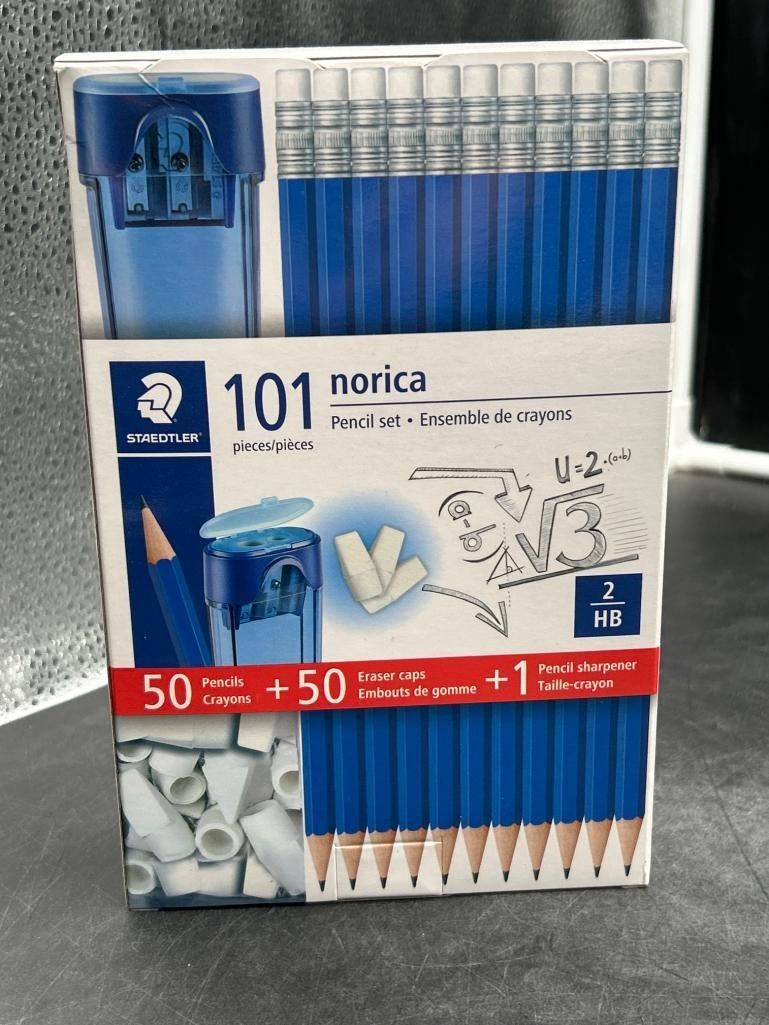 STAEDTLER
101
pieces/pièces
norica
Pencil set • Ensemble de crayons
U=2·(a+b)
(a-b)
√3
2
HB
50 Pencils
Crayons
+50 Eraser caps
Embouts de gomme
+1 Pencil sharpener
Taille-crayon